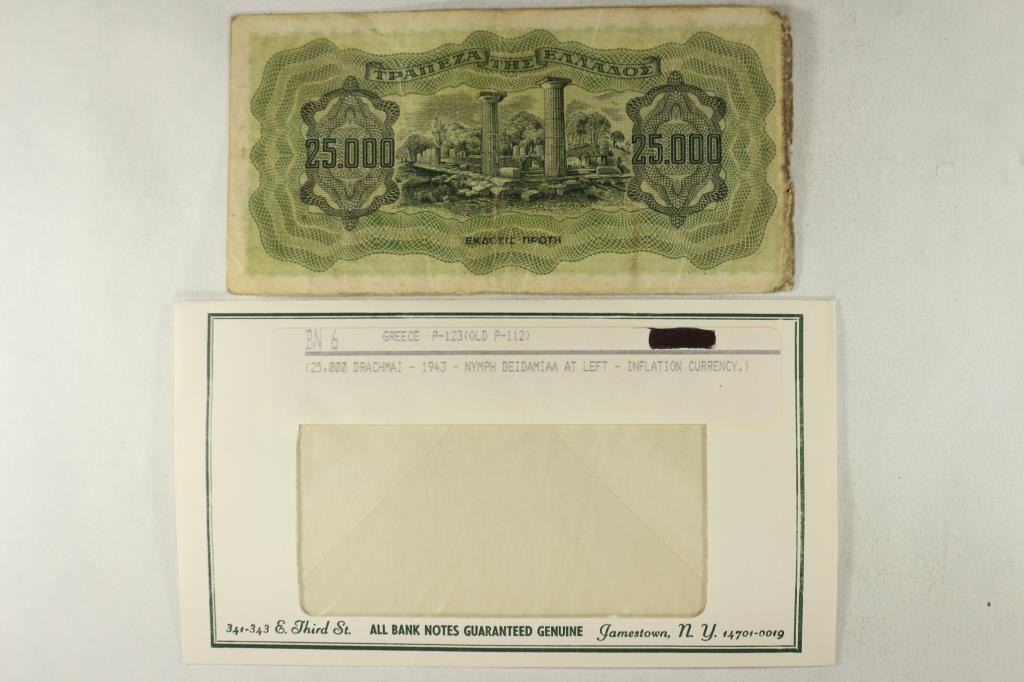 ΤΡΑΠΕΖΑ ΤΗΣ ΕΛΛΑΔΟΣ
25.000 25.000
ΕΚΔΟΣΙΣ ΠΡΩΤΗ
BN 6 GREECE P-123(OLD P-112)
(25,000 DRACHMAI - 1943 - NYMPH DEIDAMIAA AT LEFT - INFLATION CURRENCY.)
341-343 E. Third St. ALL BANK NOTES GUARANTEED GENUINE Jamestown, N. Y. 14701-0019